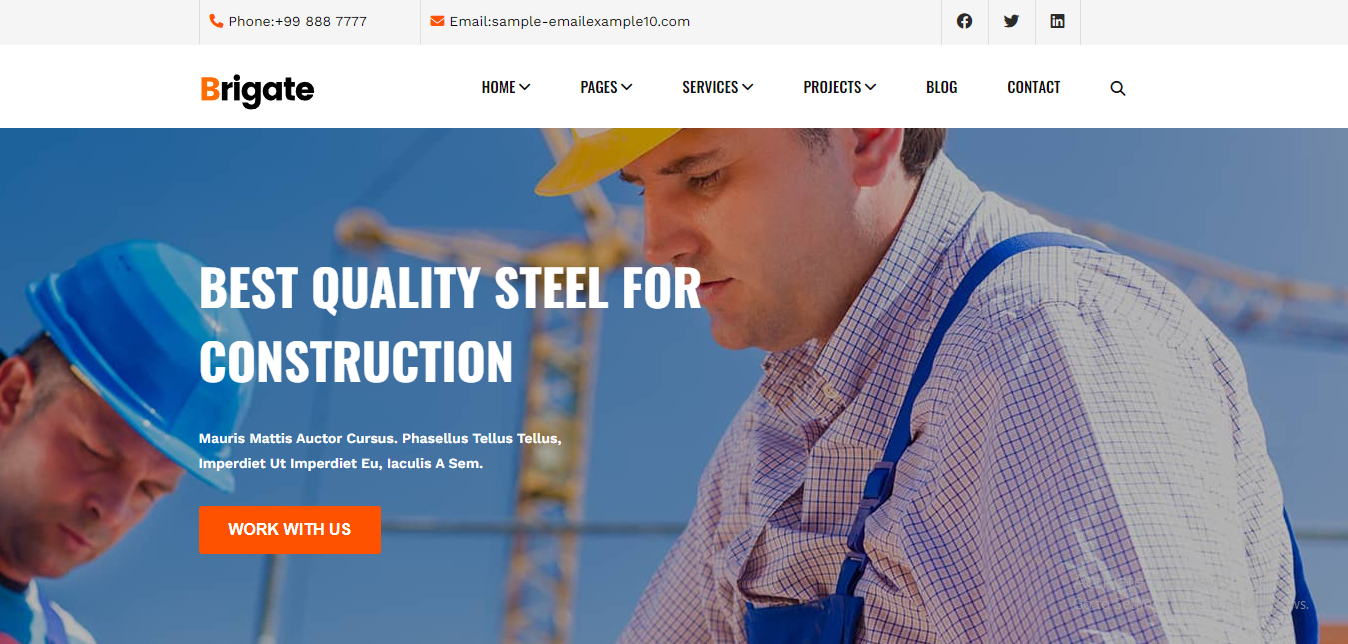 Phone:+99 888 7777
Email:sample-emailexample10.com
Brigate
HOME
PAGES
SERVICES
PROJECTS
BLOG
CONTACT
BEST QUALITY STEEL FOR
CONSTRUCTION
Mauris Mattis Auctor Cursus. Phasellus Tellus Tellus,
Imperdiet Ut Imperdiet Eu, Iaculis A Sem.
WORK WITH US